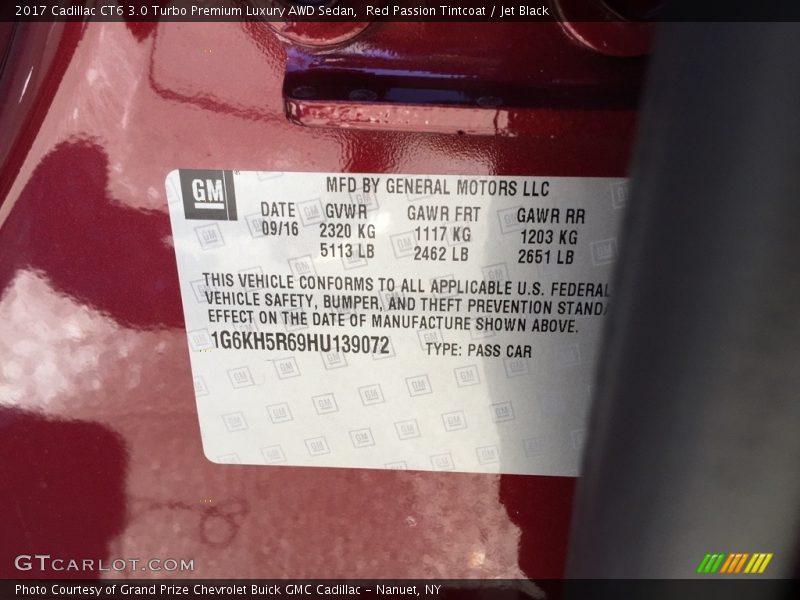 2017 Cadillac CT6 3.0 Turbo Premium Luxury AWD Sedan, Red Passion Tintcoat / Jet Black
GM
MFD BY GENERAL MOTORS LLC
DATE GVWR GAWR FRT GAWR RR
09/16 2320 KG 1117 KG 1203 KG
5113 LB 2462 LB 2651 LB
THIS VEHICLE CONFORMS TO ALL APPLICABLE U.S. FEDERAL
VEHICLE SAFETY, BUMPER, AND THEFT PREVENTION
EFFECT ON THE DATE OF MANUFACTURE SHOWN ABOVE.
1G6KH5R69HU139072 TYPE: PASS CAR
GTCARLOT.COM
Photo Courtesy of Grand Prize Chevrolet Buick GMC Cadillac – Nanuet, NY